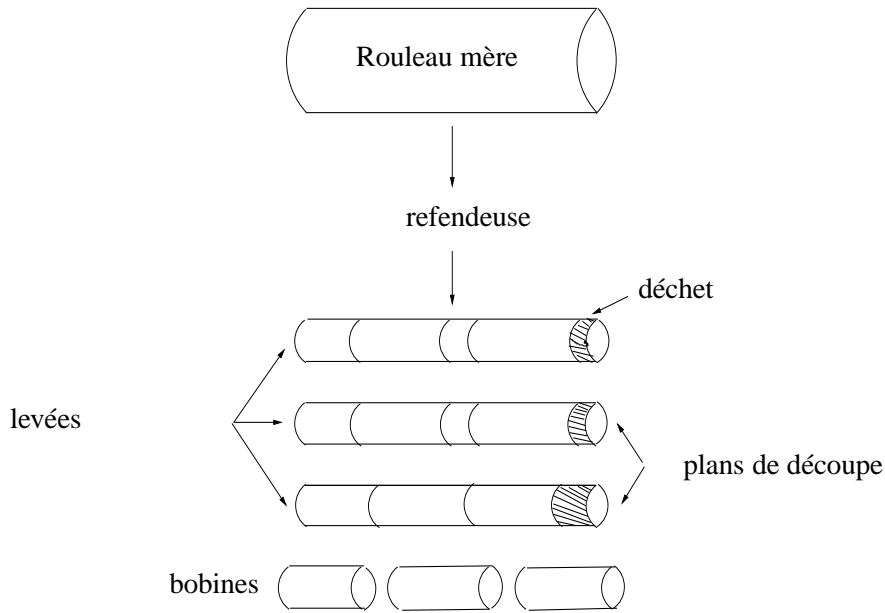 Rouleau mère
refendeuse
déchet
levées
plans de découpe
bobines